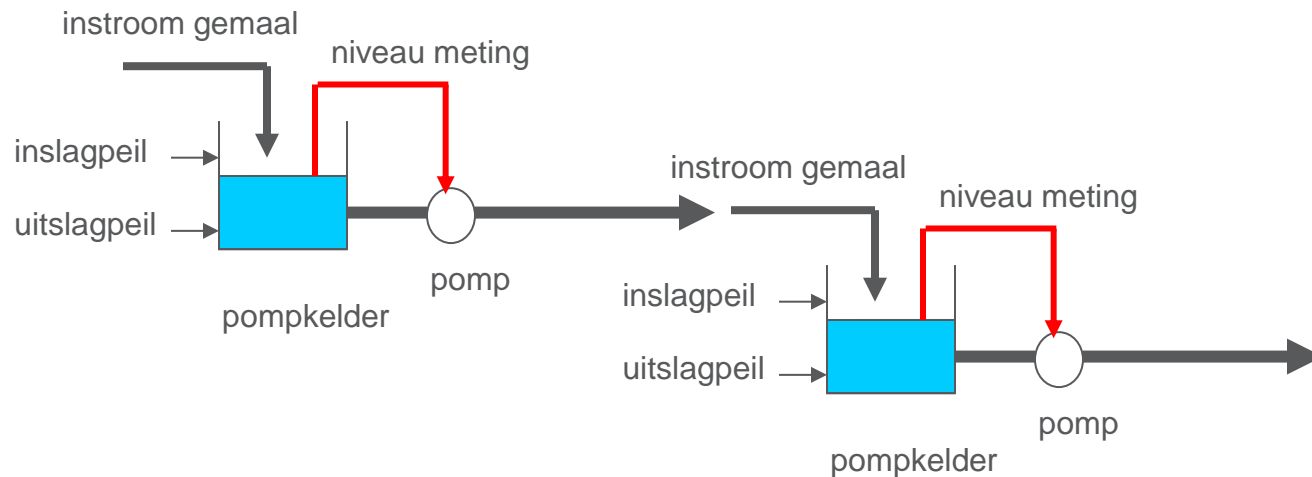 instroom gemaal
niveau meting
inslagpeil
uitslagpeil
pomp
pompkelder
instroom gemaal
niveau meting
inslagpeil
uitslagpeil
pomp
pompkelder